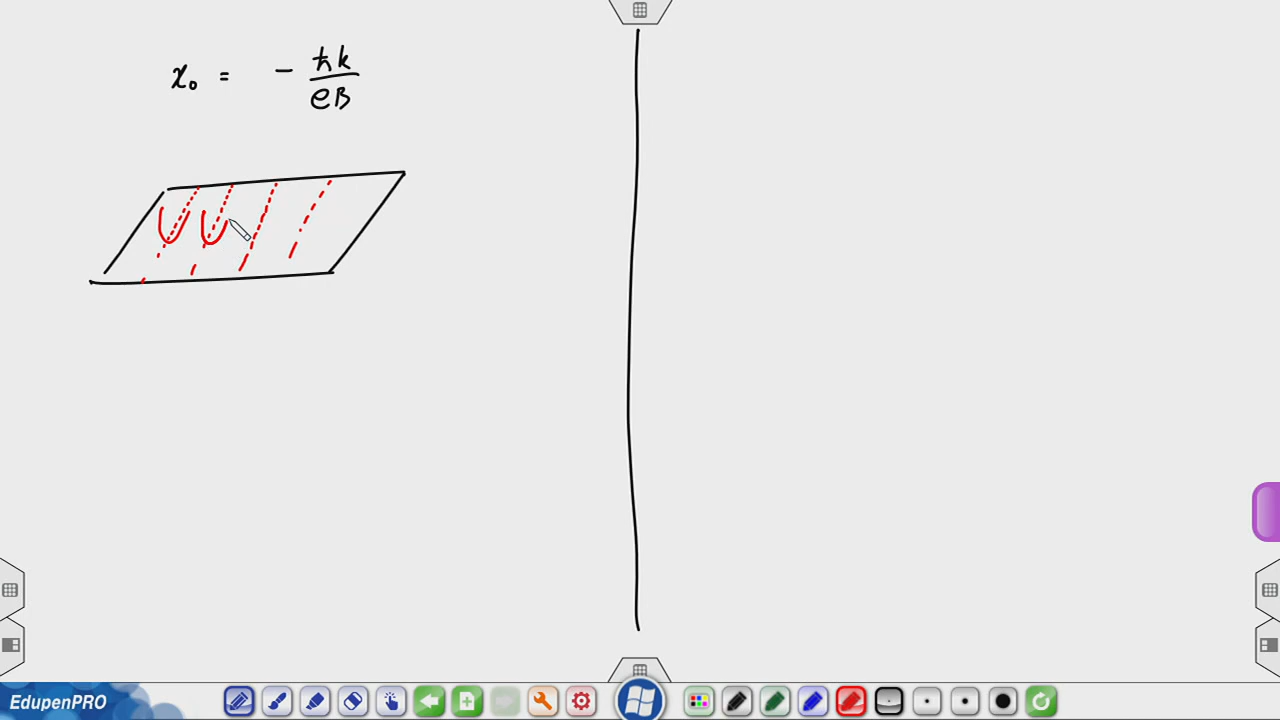 x₀ = - ħk / eB
EdupenPRO